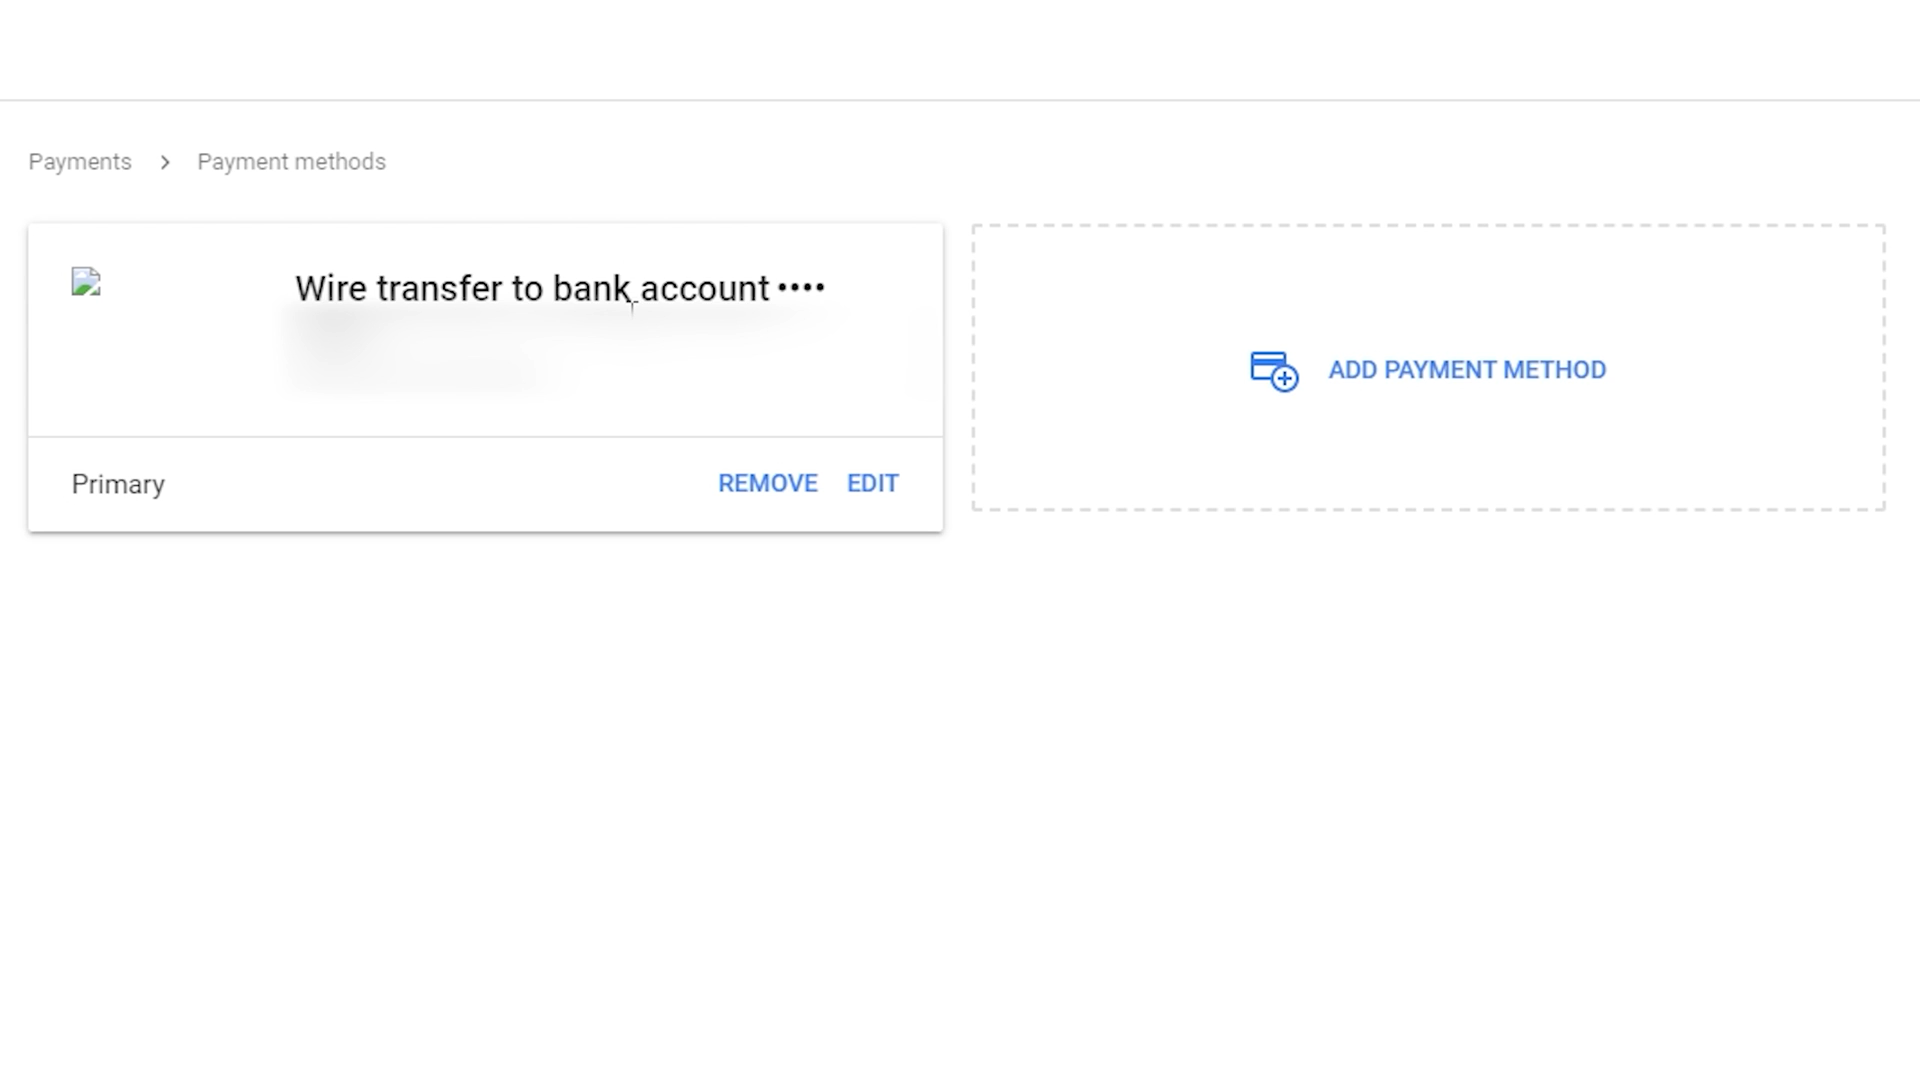 Payments > Payment methods
Wire transfer to bank account ••••
ADD PAYMENT METHOD
Primary
REMOVE EDIT